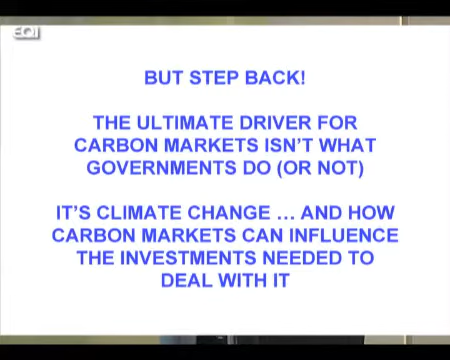 EQI
BUT STEP BACK!
THE ULTIMATE DRIVER FOR
CARBON MARKETS ISN'T WHAT
GOVERNMENTS DO (OR NOT)
IT'S CLIMATE CHANGE ... AND HOW
CARBON MARKETS CAN INFLUENCE
THE INVESTMENTS NEEDED TO
DEAL WITH IT